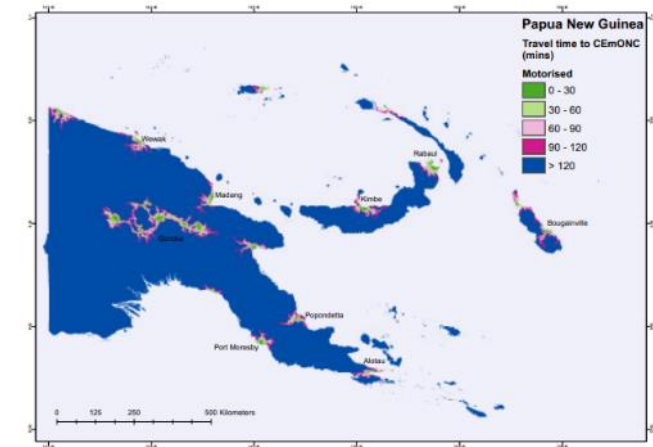 Papua New Guinea
Travel time to CEmONC
(mins)
Motorised
0 - 30
30 - 60
60 - 90
90 - 120
> 120
Wewak
Rabaul
Madang
Kimbe
Bougainville
Goroka
Popondetta
Port Moresby
Alotau
0 125 250 500 Kilometers